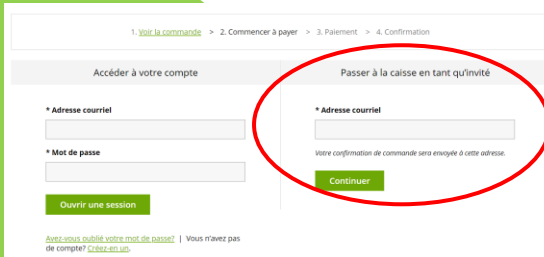 1. Voir la commande > 2. Commencer à payer > 3. Paiement > 4. Confirmation
Accéder à votre compte
* Adresse courriel
* Mot de passe
Ouvrir une session
Avez-vous oublié votre mot de passe? | Vous n'avez pas
de compte? Créez-en un.
Passer à la caisse en tant qu'invité
* Adresse courriel
Votre confirmation de commande sera envoyée à cette adresse.
Continuer